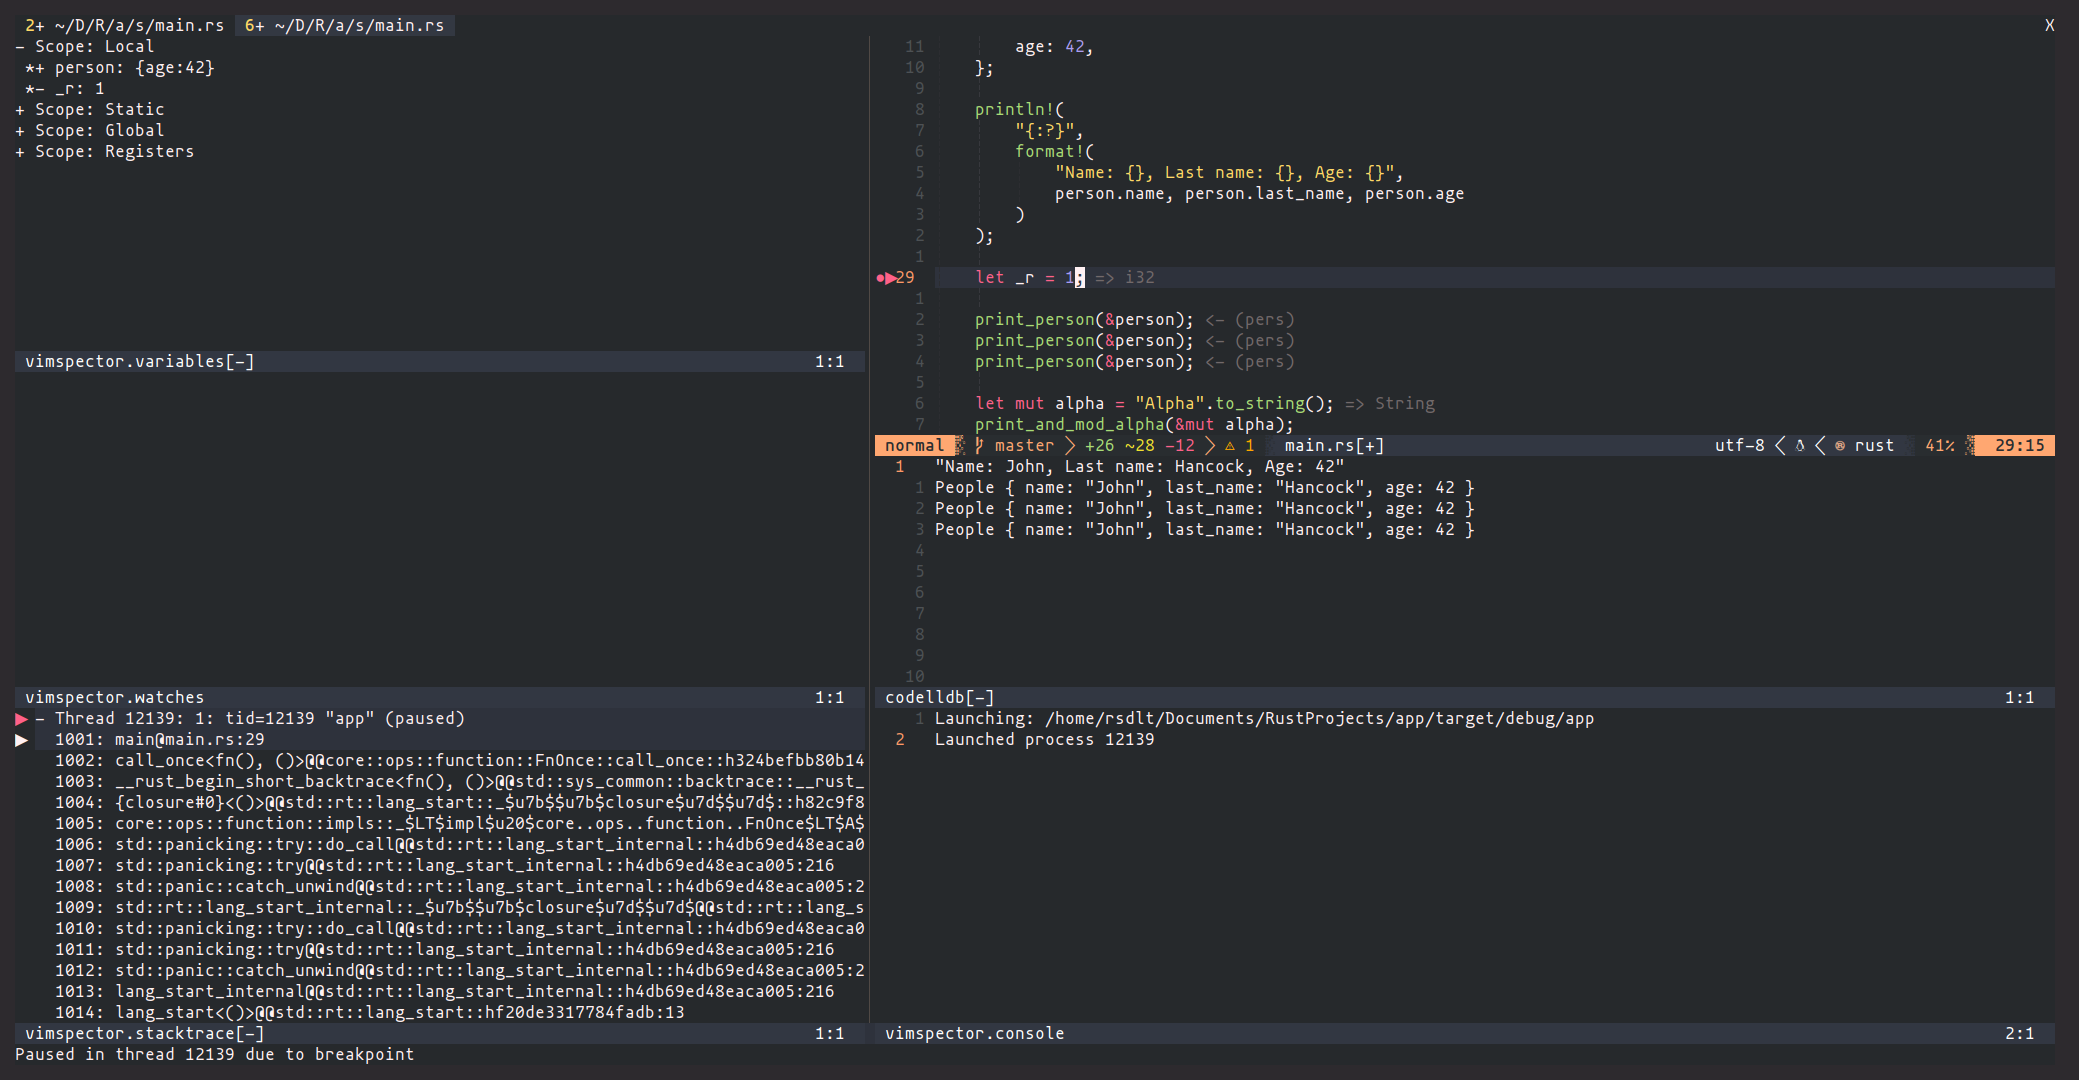 2+ ~/D/R/a/s/main.rs  6+ ~/D/R/a/s/main.rs X
- Scope: Local
*+ person: {age:42}
*- _r: 1
+ Scope: Static
+ Scope: Global
+ Scope: Registers
vimspector.variables[-] 1:1
vimspector.watches 1:1
- Thread 12139: 1: tid=12139 "app" (paused)
1001: main@main.rs:29
1002: call_once<fn(), ()>@@core::ops::function::FnOnce::call_once::h324befbb80b14
1003: __rust_begin_short_backtrace<fn(), ()>@@std::sys_common::backtrace::__rust_
1004: {closure#0}<()>@@std::rt::lang_start::_$u7b$$u7b$closure$u7d$$u7d$::h82c9f8
1005: core::ops::function::impls::_$LT$impl$u20$core..ops..function..FnOnce$LT$A$
1006: std::panicking::try::do_call@@std::rt::lang_start_internal::h4db69ed48eaca0
1007: std::panicking::try@@std::rt::lang_start_internal::h4db69ed48eaca005:216
1008: std::panic::catch_unwind@@std::rt::lang_start_internal::h4db69ed48eaca005:2
1009: std::rt::lang_start_internal::_$u7b$$u7b$closure$u7d$$u7d$@@std::rt::lang_s
1010: std::panicking::try::do_call@@std::rt::lang_start_internal::h4db69ed48eaca0
1011: std::panicking::try@@std::rt::lang_start_internal::h4db69ed48eaca005:216
1012: std::panic::catch_unwind@@std::rt::lang_start_internal::h4db69ed48eaca005:2
1013: lang_start_internal@@std::rt::lang_start_internal::h4db69ed48eaca005:216
1014: lang_start<()>@@std::rt::lang_start::hf20de3317784fadb:13
vimspector.stacktrace[-] 1:1
11 age: 42,
10 };
9
8 println!(
7 "{:?}",
6 format!(
5 "Name: {}, Last name: {}, Age: {}",
4 person.name, person.last_name, person.age
3 )
2 );
1
29 let _r = 1; => i32
1
2 print_person(&person); <- (pers)
3 print_person(&person); <- (pers)
4 print_person(&person); <- (pers)
5
6 let mut alpha = "Alpha".to_string(); => String
7 print_and_mod_alpha(&mut alpha);
normal master +26 ~28 -12 ⚠ 1 main.rs[+] utf-8 rust 41% 29:15
1 "Name: John, Last name: Hancock, Age: 42"
1 People { name: "John", last_name: "Hancock", age: 42 }
2 People { name: "John", last_name: "Hancock", age: 42 }
3 People { name: "John", last_name: "Hancock", age: 42 }
4
5
6
7
8
9
10
codelldb[-] 1:1
1 Launching: /home/rsdlt/Documents/RustProjects/app/target/debug/app
2 Launched process 12139
vimspector.console 2:1
Paused in thread 12139 due to breakpoint